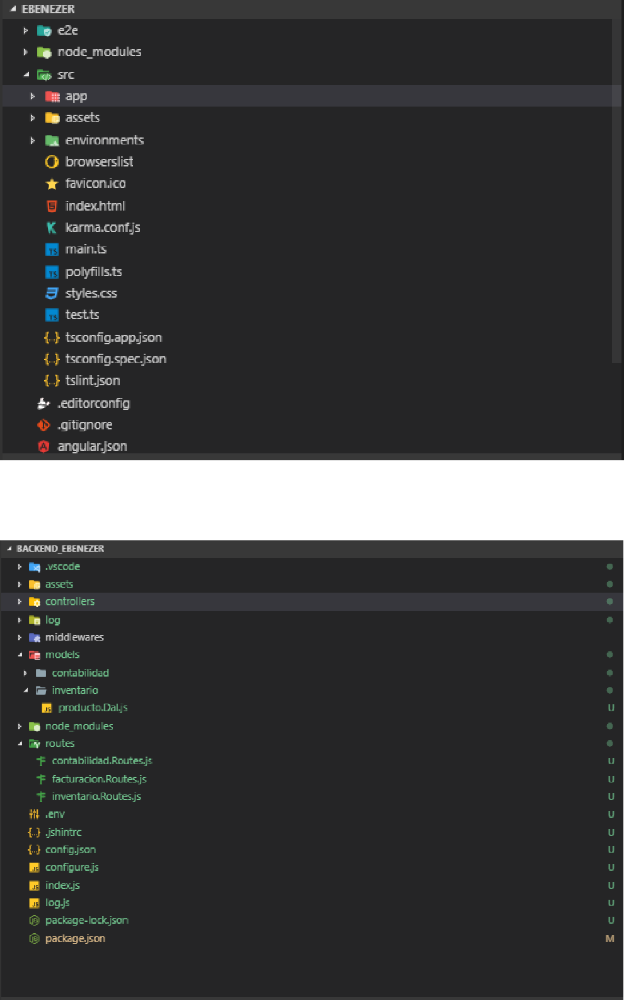 EBENEZER
e2e
node_modules
src
app
assets
environments
browserslist
favicon.ico
index.html
karma.conf.js
main.ts
polyfills.ts
styles.css
test.ts
tsconfig.app.json
tsconfig.spec.json
tslint.json
.editorconfig
.gitignore
angular.json
BACKEND_EBENEZER
.vscode
assets
controllers
log
middlewares
models
contabilidad
inventario
producto.Dal.js U
node_modules
routes
contabilidad.Routes.js U
facturacion.Routes.js U
inventario.Routes.js U
.env U
.jshintrc U
config.json U
configure.js U
index.js U
log.js U
package-lock.json U
package.json M